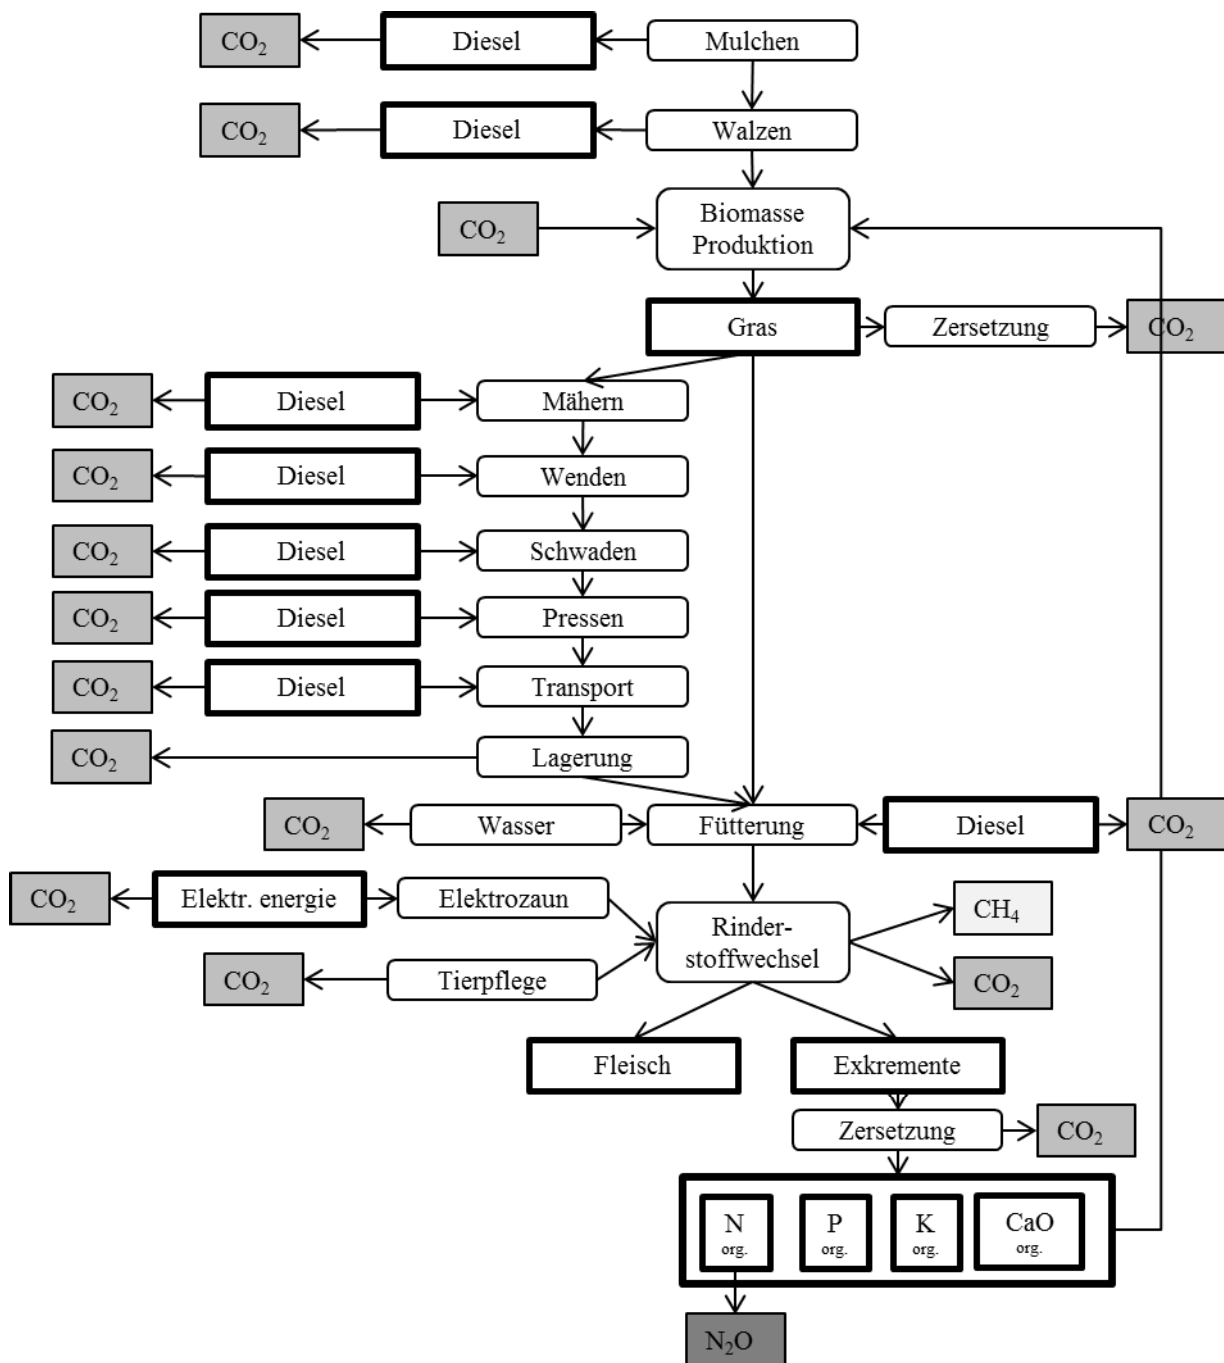 CO₂ Diesel Mulchen
CO₂ Diesel Walzen
CO₂ Biomasse
Produktion
Gras Zersetzung CO₂
CO₂ Diesel Mähern
CO₂ Diesel Wenden
CO₂ Diesel Schwaden
CO₂ Diesel Pressen
CO₂ Diesel Transport
CO₂ Lagerung
CO₂ Wasser Fütterung Diesel CO₂
CO₂ Elektr. energie Elektrozaun
Rinder-
stoffwechsel
CH₄
CO₂ Tierpflege
CO₂
Fleisch Exkremente
Zersetzung CO₂
N P K CaO
org. org. org. org.
N₂O